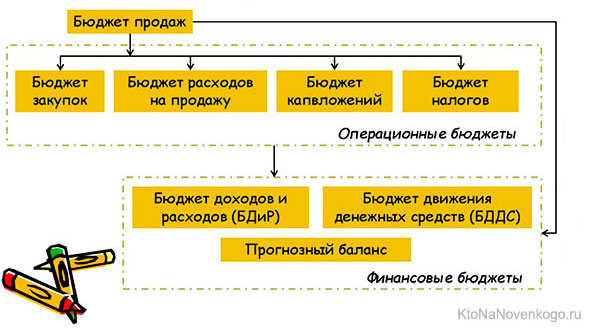 Бюджет продаж
Бюджет
закупок
Бюджет расходов
на продажу
Бюджет
капвложений
Бюджет
налогов
Операционные бюджеты
Бюджет доходов и
расходов (БДиР)
Бюджет движения
денежных средств (БДДС)
Прогнозный баланс
Финансовые бюджеты
KtoNaNovenkogo.ru